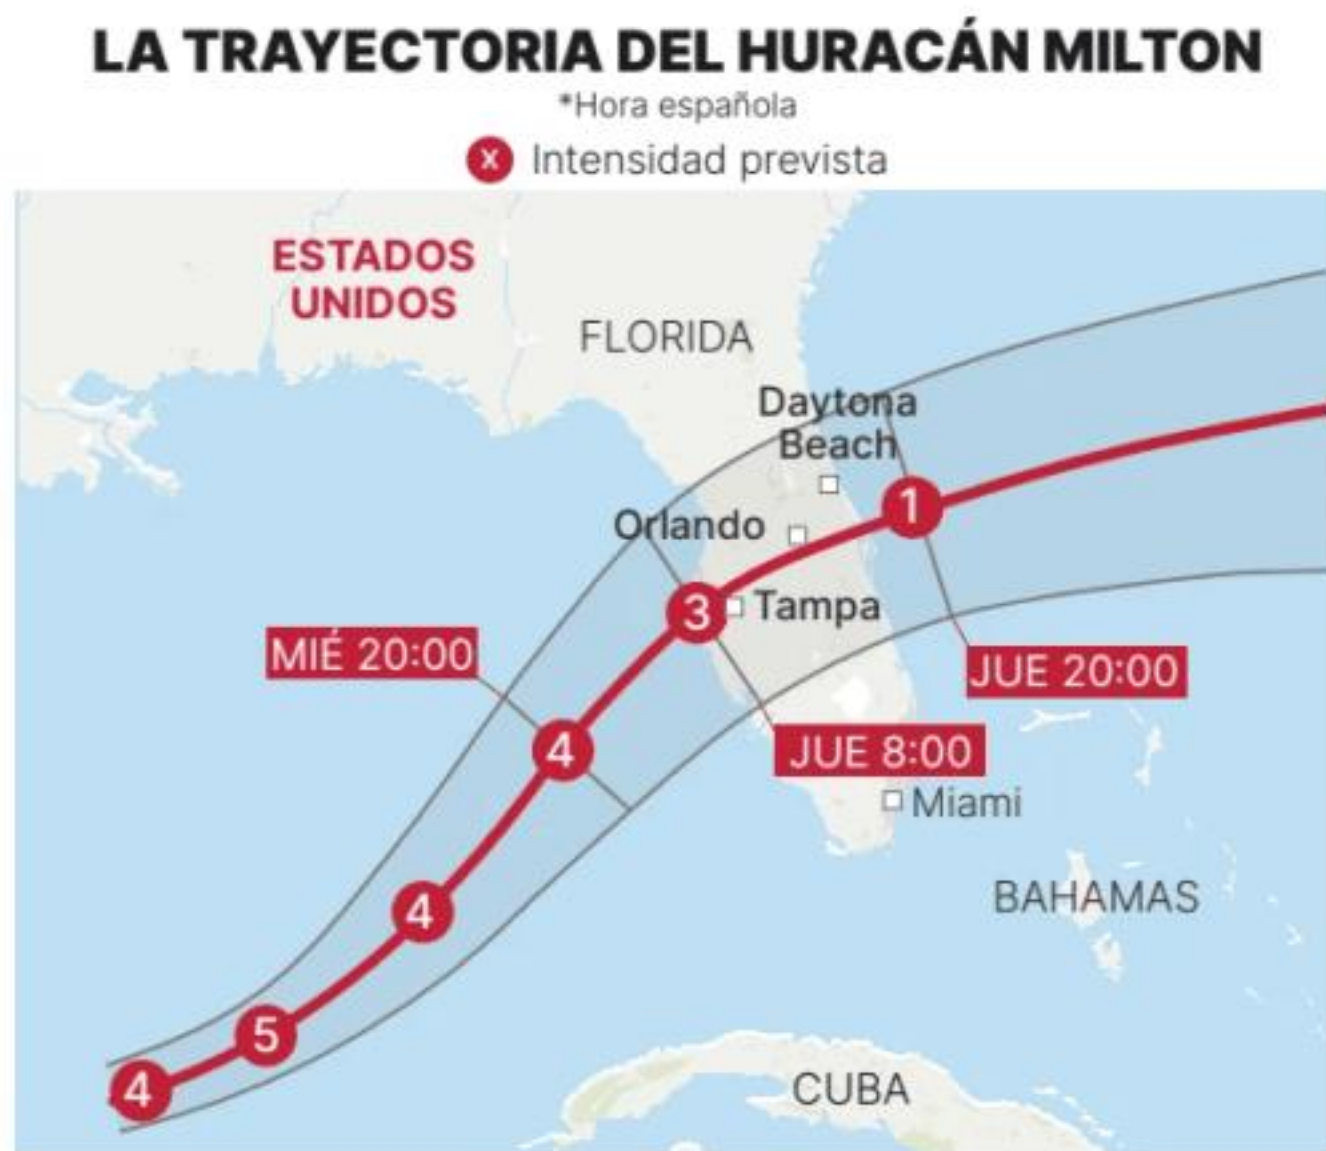 LA TRAYECTORIA DEL HURACÁN MILTON
*Hora española
x Intensidad prevista
ESTADOS
UNIDOS
FLORIDA
Daytona
Beach
1
Orlando
3
Tampa
MIÉ 20:00
JUE 20:00
4
JUE 8:00
Miami
4
BAHAMAS
5
4
CUBA